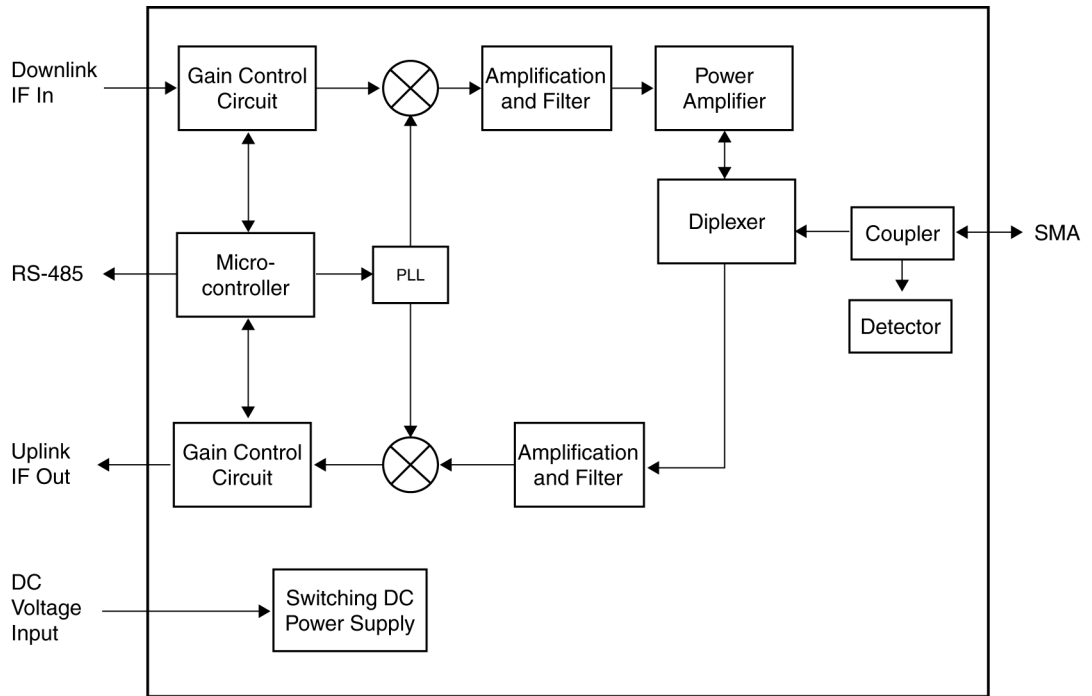 Downlink
IF In
Gain Control
Circuit
Amplification
and Filter
Power
Amplifier
Diplexer
Coupler
SMA
RS-485
Micro-
controller
PLL
Detector
Uplink
IF Out
Gain Control
Circuit
Amplification
and Filter
DC
Voltage
Input
Switching DC
Power Supply